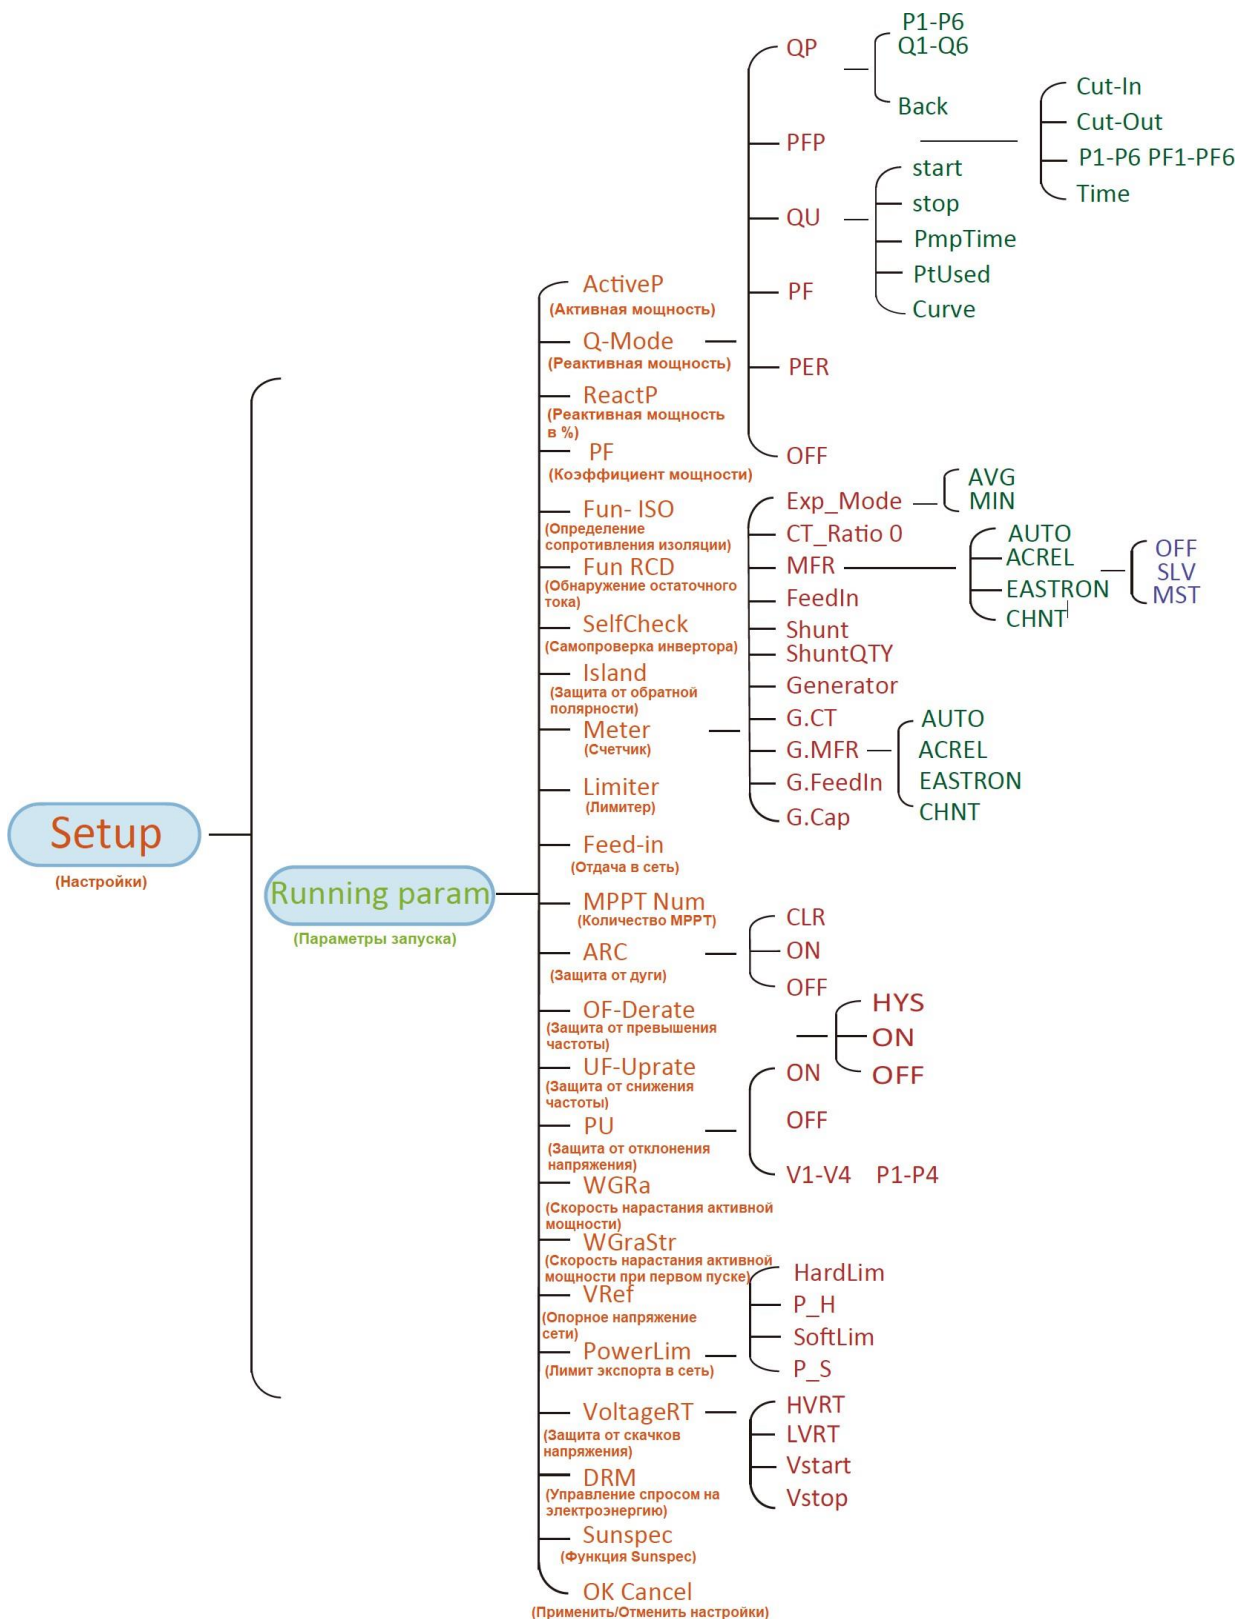 Setup
(Настройки)
Running param
(Параметры запуска)
ActiveP
(Активная мощность)
Q-Mode
(Реактивная мощность)
ReactP
(Реактивная мощность
в %)
PF
(Коэффициент мощности)
Fun- ISO
(Определение
сопротивления изоляции)
Fun RCD
(Обнаружение остаточного
тока)
SelfCheck
(Самопроверка инвертора)
Island
(Защита от обратной
полярности)
Meter
(Счетчик)
Limiter
(Лимитер)
Feed-in
(Отдача в сеть)
MPPT Num
(Количество MPPT)
ARC
(Защита от дуги)
OF-Derate
(Защита от превышения
частоты)
UF-Uprate
(Защита от снижения
частоты)
PU
(Защита от отклонения
напряжения)
WGRa
(Скорость нарастания активной
мощности)
WGraStr
(Скорость нарастания активной
мощности при первом пуске)
VRef
(Опорное напряжение
сети)
PowerLim
(Лимит экспорта в сеть)
VoltageRT
(Защита от скачков
напряжения)
DRM
(Управление спросом на
электроэнергию)
Sunspec
(Функция Sunspec)
OK Cancel
(Применить/Отменить настройки)
QP
PFP
QU
PF
PER
OFF
P1-P6
Q1-Q6
Back
Cut-In
Cut-Out
P1-P6 PF1-PF6
Time
start
stop
PmpTime
PtUsed
Curve
Exp_Mode
CT_Ratio 0
MFR
FeedIn
Shunt
ShuntQTY
Generator
G.CT
G.MFR
G.FeedIn
G.Cap
AVG
MIN
AUTO
ACREL
EASTRON
CHNT
OFF
SLV
MST
AUTO
ACREL
EASTRON
CHNT
CLR
ON
OFF
HYS
ON
OFF
ON
OFF
V1-V4 P1-P4
HardLim
P_H
SoftLim
P_S
HVRT
LVRT
Vstart
Vstop